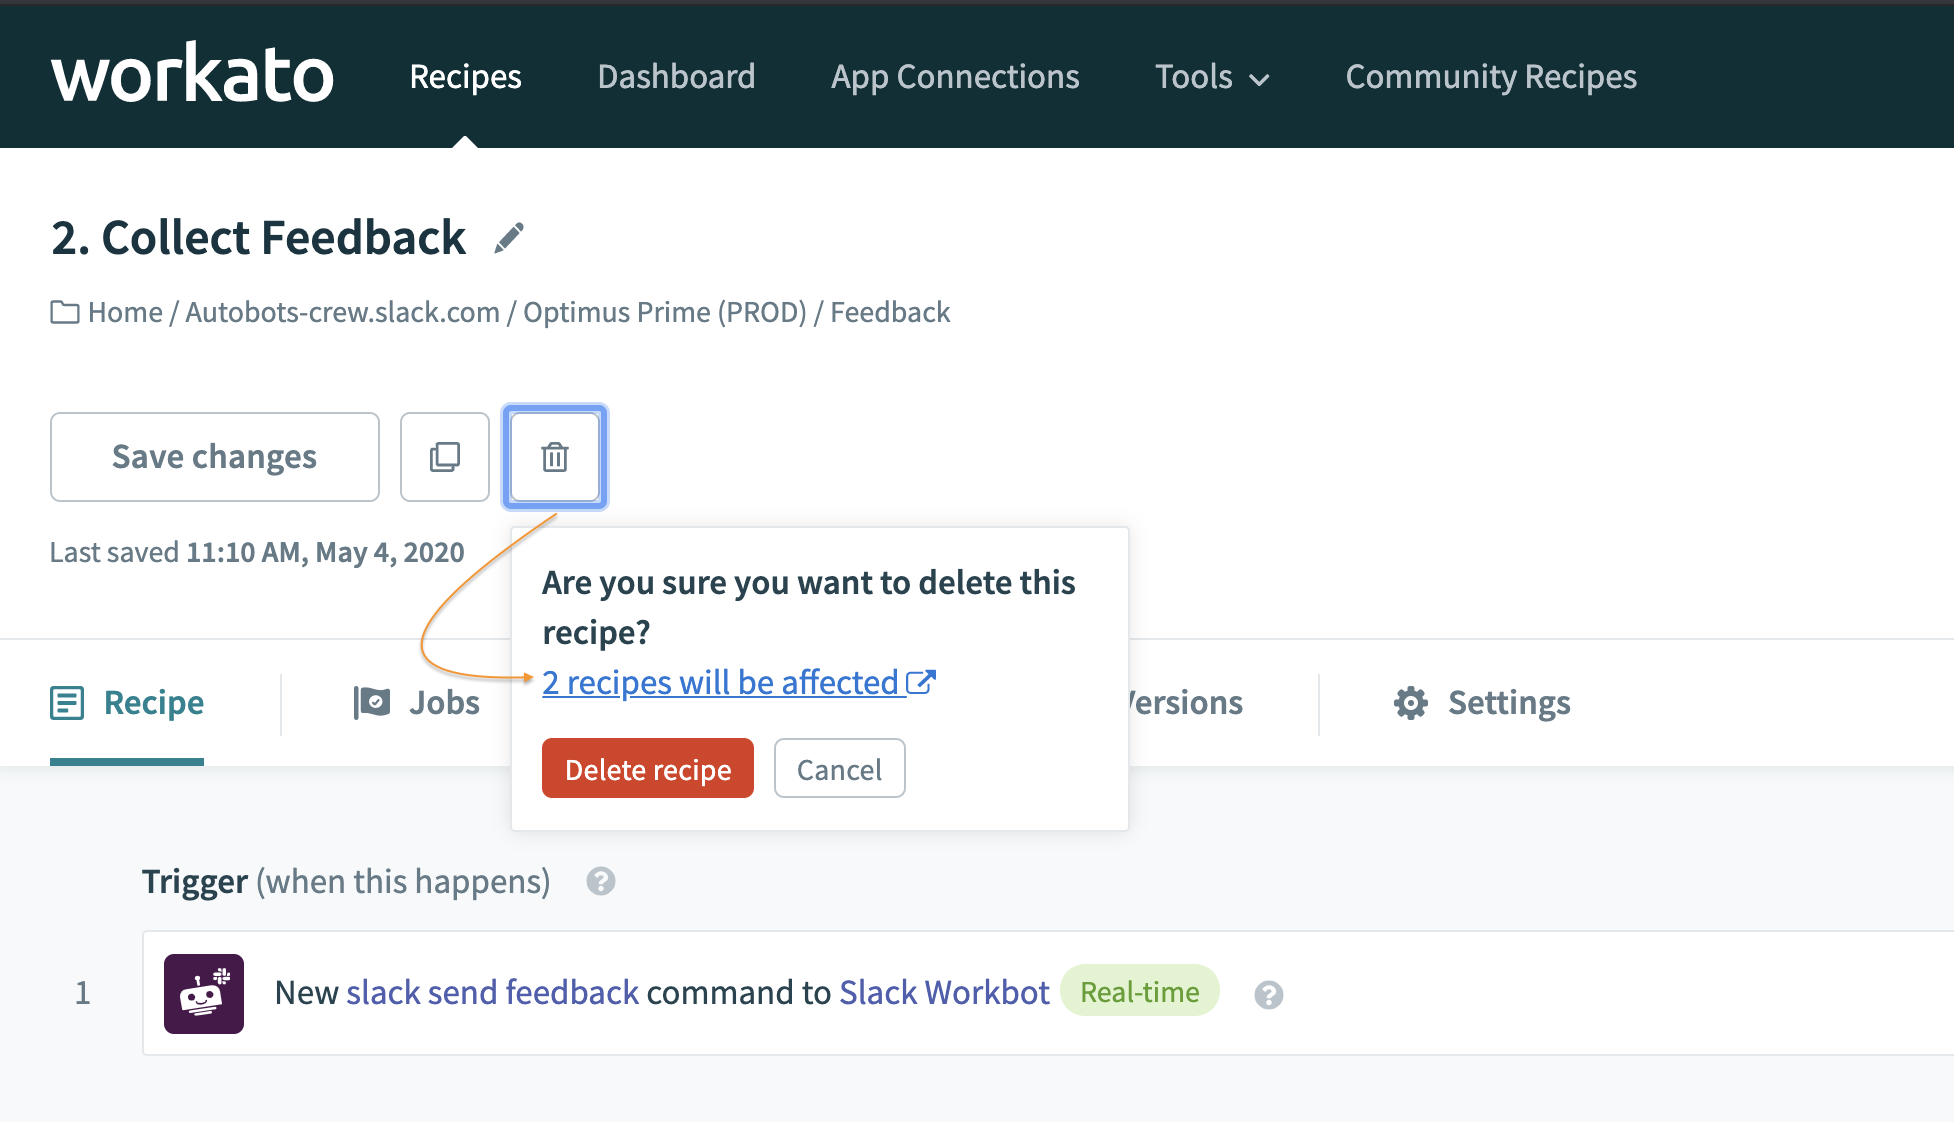 workato Recipes Dashboard App Connections Tools Community Recipes
2. Collect Feedback
Home / Autobots-crew.slack.com / Optimus Prime (PROD) / Feedback
Save changes
Last saved 11:10 AM, May 4, 2020
Are you sure you want to delete this
recipe?
2 recipes will be affected
Delete recipe Cancel
Recipe Jobs Versions Settings
Trigger (when this happens) ?
1 New slack send feedback command to Slack Workbot Real-time ?